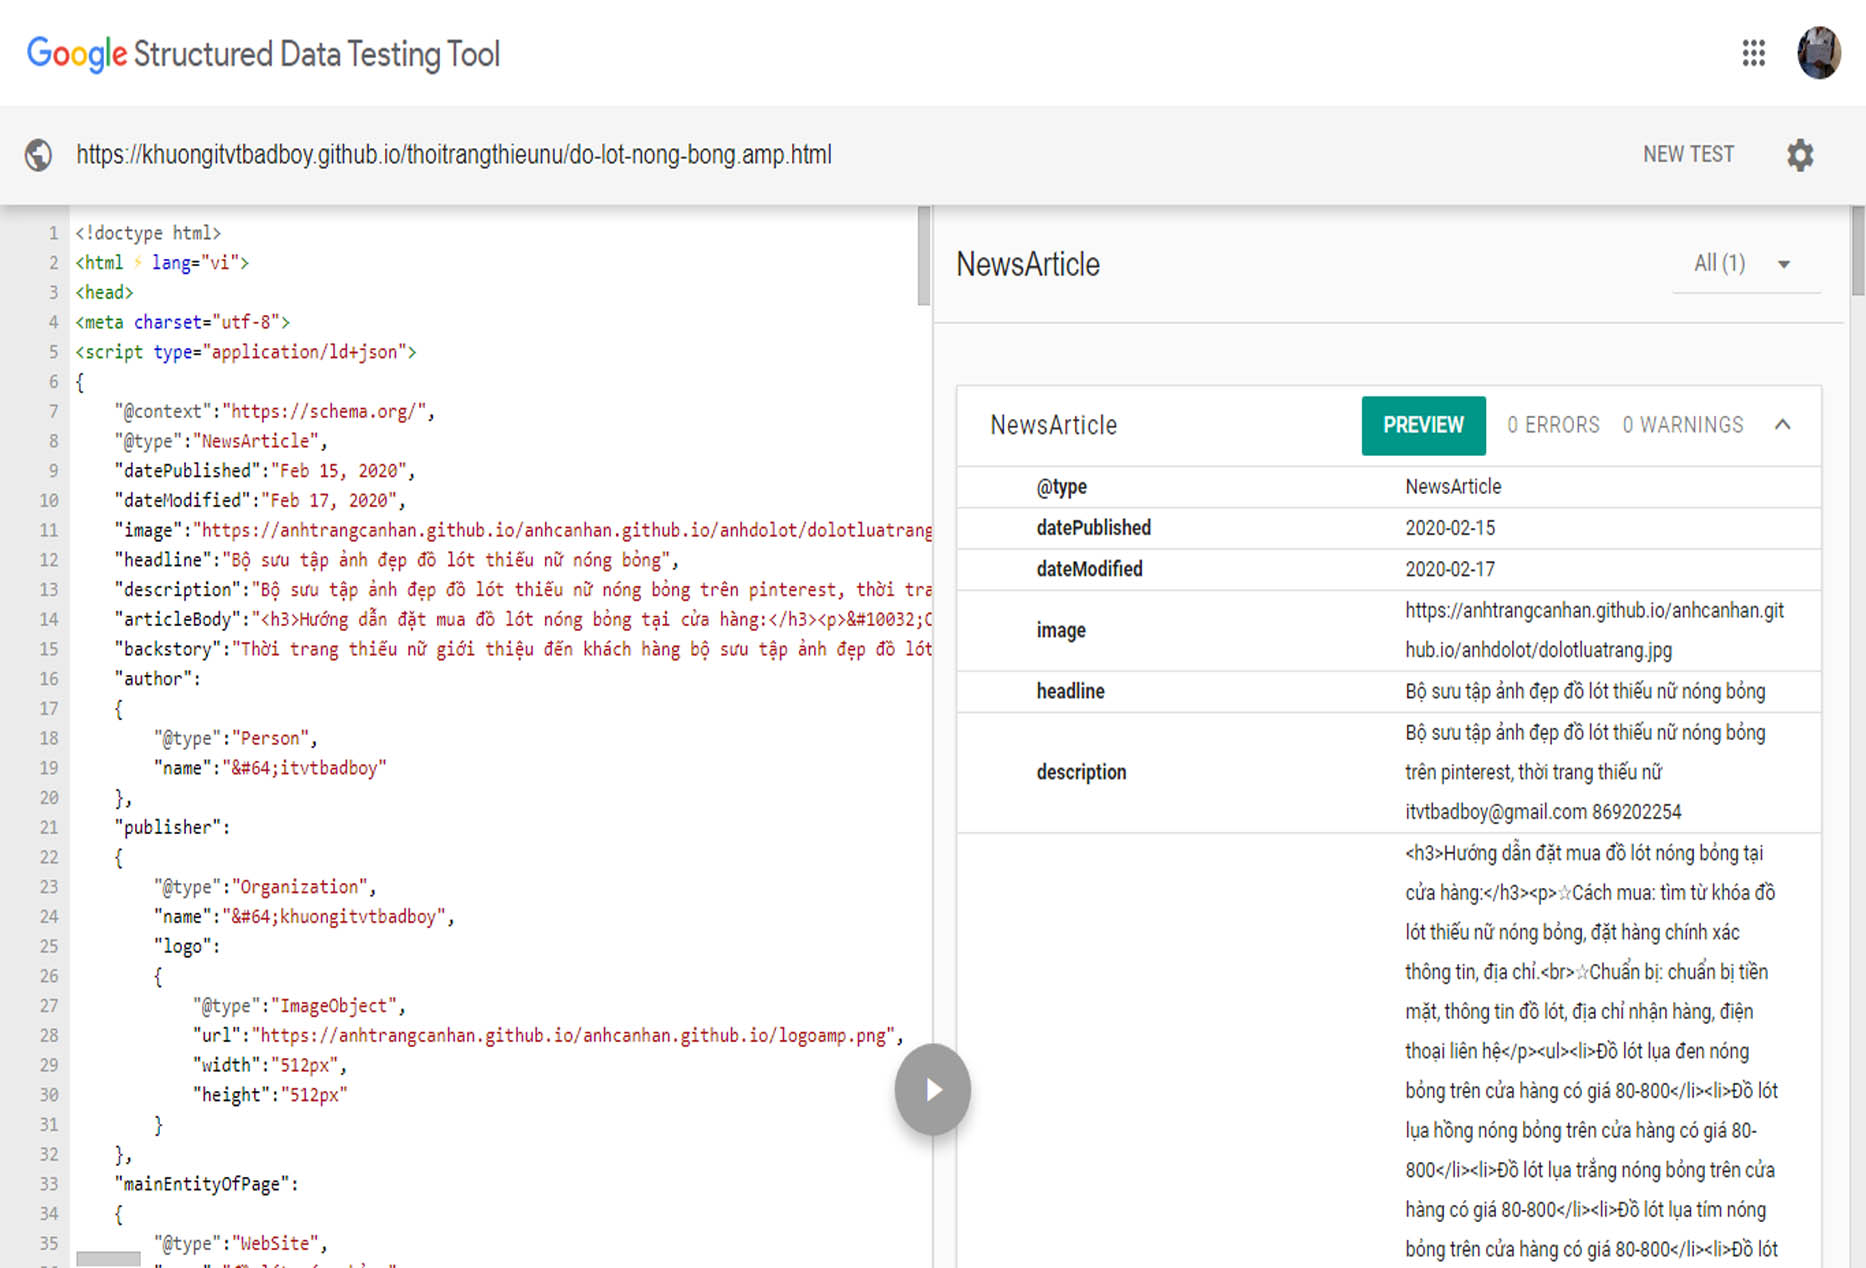 Google Structured Data Testing Tool
https://khuongitvtbadboy.github.io/thoitrangthieunu/do-lot-nong-bong.amp.html
NEW TEST
1 <!doctype html>
2 <html ⚡ lang="vi">
3 <head>
4 <meta charset="utf-8">
5 <script type="application/ld+json">
6 {
7 "@context":"https://schema.org/",
8 "@type":"NewsArticle",
9 "datePublished":"Feb 15, 2020",
10 "dateModified":"Feb 17, 2020",
11 "image":"https://anhtrangcanhan.github.io/anhcanhan.github.io/anhdolot/dolotluatrang
12 "headline":"Bộ sưu tập ảnh đẹp đồ lót thiếu nữ nóng bỏng",
13 "description":"Bộ sưu tập ảnh đẹp đồ lót thiếu nữ nóng bỏng trên pinterest, thời tra
14 "articleBody":"<h3>Hướng dẫn đặt mua đồ lót nóng bỏng tại cửa hàng:</h3><p>&#10032;C
15 "backstory":"Thời trang thiếu nữ giới thiệu đến khách hàng bộ sưu tập ảnh đẹp đồ lót
16 "author":
17 {
18 "@type":"Person",
19 "name":"&#64;itvtbadboy"
20 },
21 "publisher":
22 {
23 "@type":"Organization",
24 "name":"&#64;khuongitvtbadboy",
25 "logo":
26 {
27 "@type":"ImageObject",
28 "url":"https://anhtrangcanhan.github.io/anhcanhan.github.io/logoamp.png",
29 "width":"512px",
30 "height":"512px"
31 }
32 },
33 "mainEntityOfPage":
34 {
35 "@type":"WebSite",
NewsArticle
All (1)
NewsArticle PREVIEW 0 ERRORS 0 WARNINGS
@type NewsArticle
datePublished 2020-02-15
dateModified 2020-02-17
image https://anhtrangcanhan.github.io/anhcanhan.git
hub.io/anhdolot/dolotluatrang.jpg
headline Bộ sưu tập ảnh đẹp đồ lót thiếu nữ nóng bỏng
description Bộ sưu tập ảnh đẹp đồ lót thiếu nữ nóng bỏng
trên pinterest, thời trang thiếu nữ
itvtbadboy@gmail.com 869202254
<h3>Hướng dẫn đặt mua đồ lót nóng bỏng tại
cửa hàng:</h3><p>☆Cách mua: tìm từ khóa đồ
lót thiếu nữ nóng bỏng, đặt hàng chính xác
thông tin, địa chỉ.<br>☆Chuẩn bị: chuẩn bị tiền
mặt, thông tin đồ lót, địa chỉ nhận hàng, điện
thoại liên hệ</p><ul><li>Đồ lót lụa đen nóng
bỏng trên cửa hàng có giá 80-800</li><li>Đồ lót
lụa hồng nóng bỏng trên cửa hàng có giá 80-
800</li><li>Đồ lót lụa trắng nóng bỏng trên cửa
hàng có giá 80-800</li><li>Đồ lót lụa tím nóng
bỏng trên cửa hàng có giá 80-800</li><li>Đồ lót